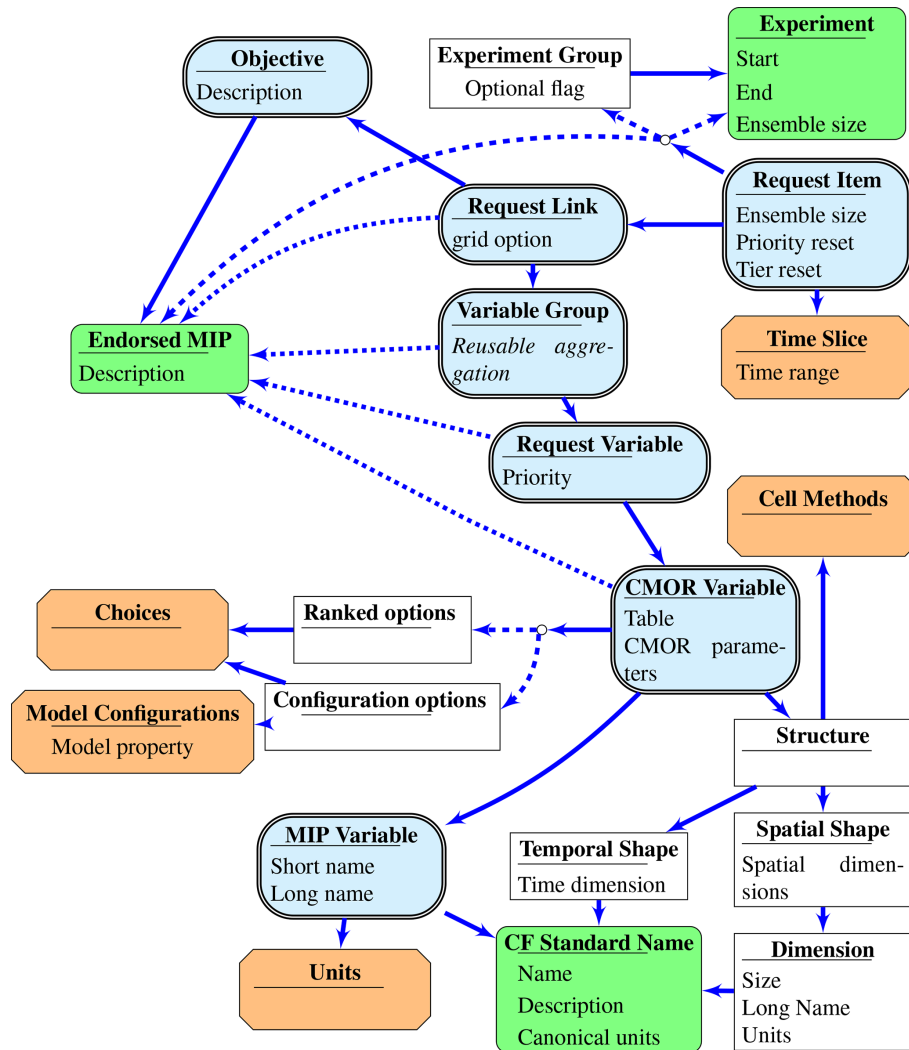 Experiment
Start
End
Ensemble size
Experiment Group
Optional flag
Objective
Description
Request Item
Ensemble size
Priority reset
Tier reset
Request Link
grid option
Variable Group
Reusable aggre-
gation
Endorsed MIP
Description
Time Slice
Time range
Request Variable
Priority
Cell Methods
CMOR Variable
Table
CMOR parame-
ters
Choices
Ranked options
Configuration options
Model Configurations
Model property
Structure
MIP Variable
Short name
Long name
Temporal Shape
Time dimension
Spatial Shape
Spatial dimen-
sions
Units
CF Standard Name
Name
Description
Canonical units
Dimension
Size
Long Name
Units